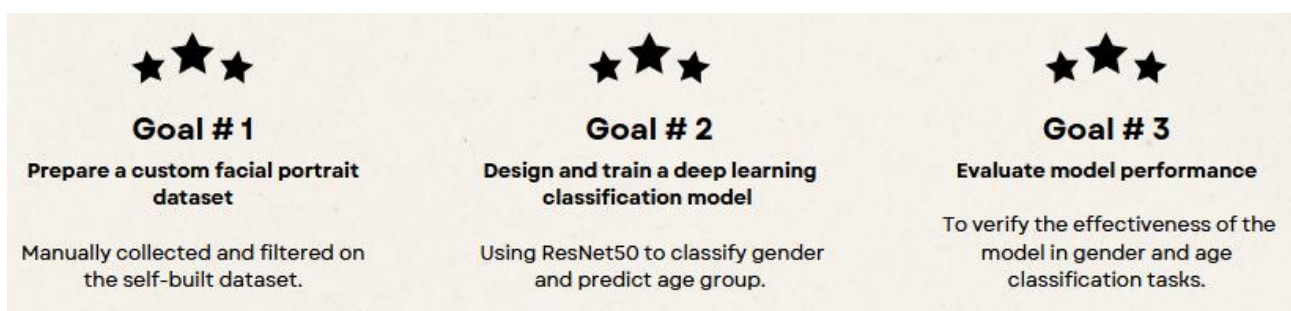 Goal # 1
Prepare a custom facial portrait
dataset
Manually collected and filtered on
the self-built dataset.
Goal # 2
Design and train a deep learning
classification model
Using ResNet50 to classify gender
and predict age group.
Goal # 3
Evaluate model performance
To verify the effectiveness of the
model in gender and age
classification tasks.